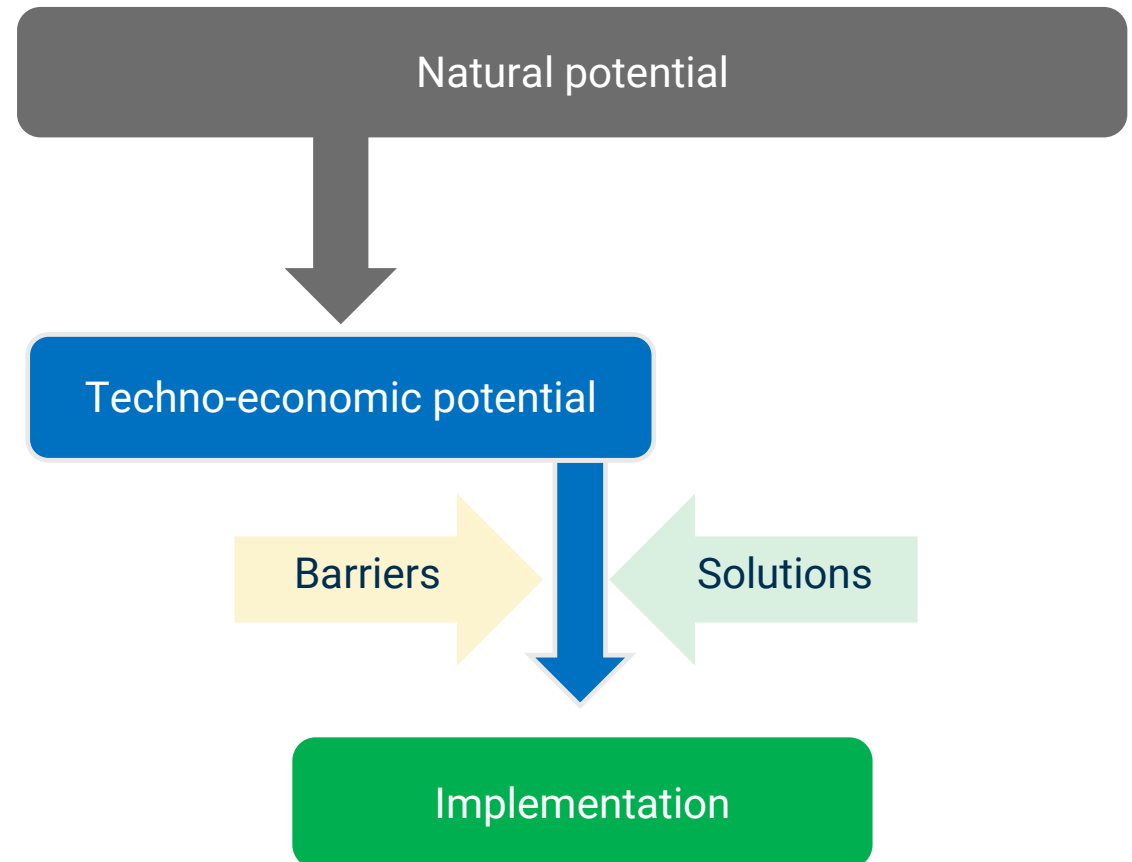 Natural potential
Techno-economic potential
Barriers
Solutions
Implementation